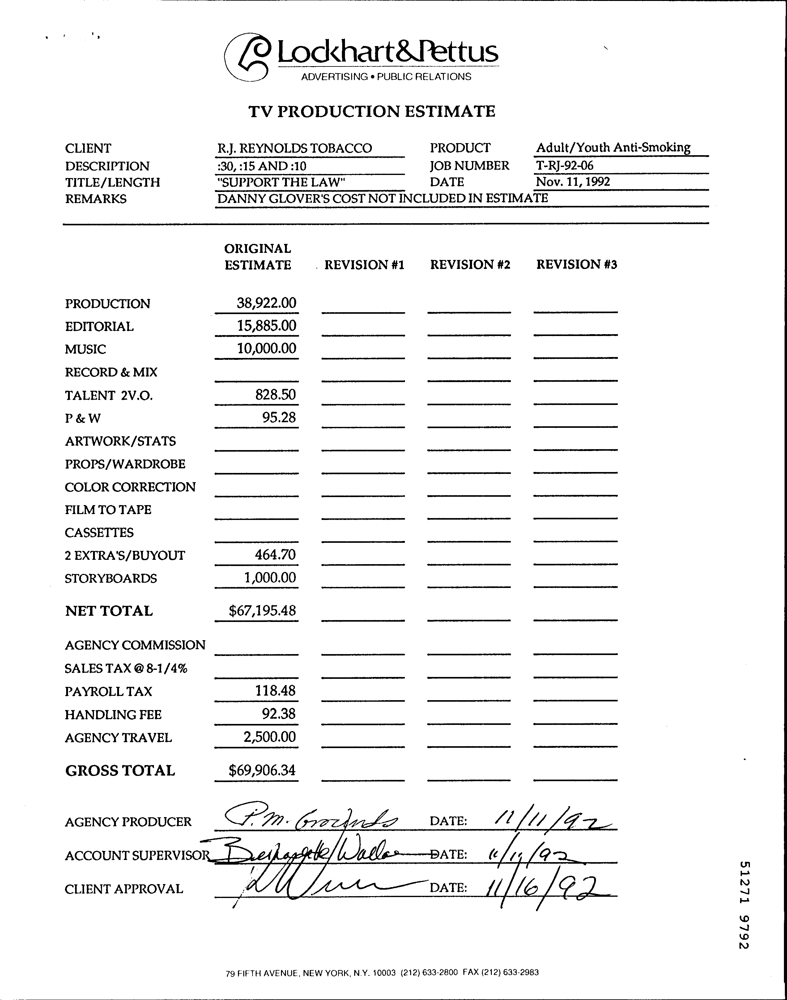 Lockhart&Pettus
ADVERTISING • PUBLIC RELATIONS
TV PRODUCTION ESTIMATE
CLIENT R.J. REYNOLDS TOBACCO PRODUCT Adult/Youth Anti-Smoking
DESCRIPTION :30, :15 AND :10 JOB NUMBER T-RJ-92-06
TITLE/LENGTH "SUPPORT THE LAW" DATE Nov. 11, 1992
REMARKS DANNY GLOVER'S COST NOT INCLUDED IN ESTIMATE
ORIGINAL
ESTIMATE REVISION #1 REVISION #2 REVISION #3
PRODUCTION 38,922.00
EDITORIAL 15,885.00
MUSIC 10,000.00
RECORD & MIX
TALENT 2V.O. 828.50
P & W 95.28
ARTWORK/STATS
PROPS/WARDROBE
COLOR CORRECTION
FILM TO TAPE
CASSETTES
2 EXTRA'S/BUYOUT 464.70
STORYBOARDS 1,000.00
NET TOTAL $67,195.48
AGENCY COMMISSION
SALES TAX @ 8-1/4%
PAYROLL TAX 118.48
HANDLING FEE 92.38
AGENCY TRAVEL 2,500.00
GROSS TOTAL $69,906.34
AGENCY PRODUCER P.M. DATE: 11/11/92
ACCOUNT SUPERVISOR DATE: 11/11/92
CLIENT APPROVAL DATE: 11/16/92
51271 9792
79 FIFTH AVENUE, NEW YORK, N.Y. 10003 (212) 633-2800 FAX (212) 633-2983